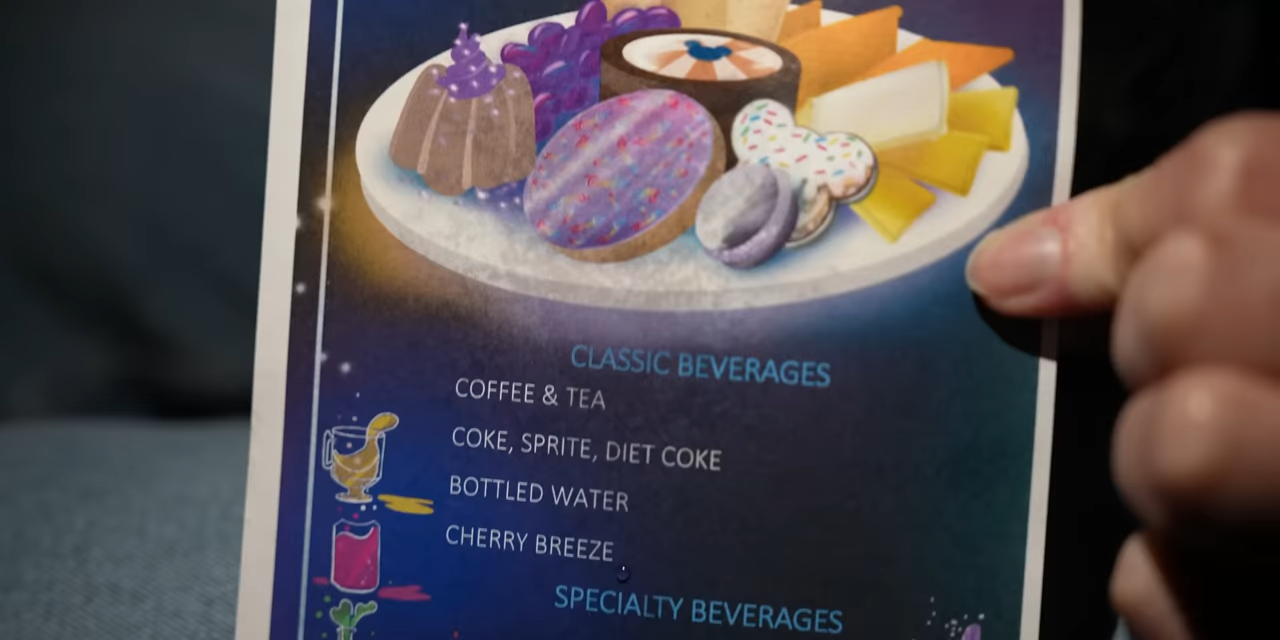 CLASSIC BEVERAGES
COFFEE & TEA
COKE, SPRITE, DIET COKE
BOTTLED WATER
CHERRY BREEZE
SPECIALTY BEVERAGES